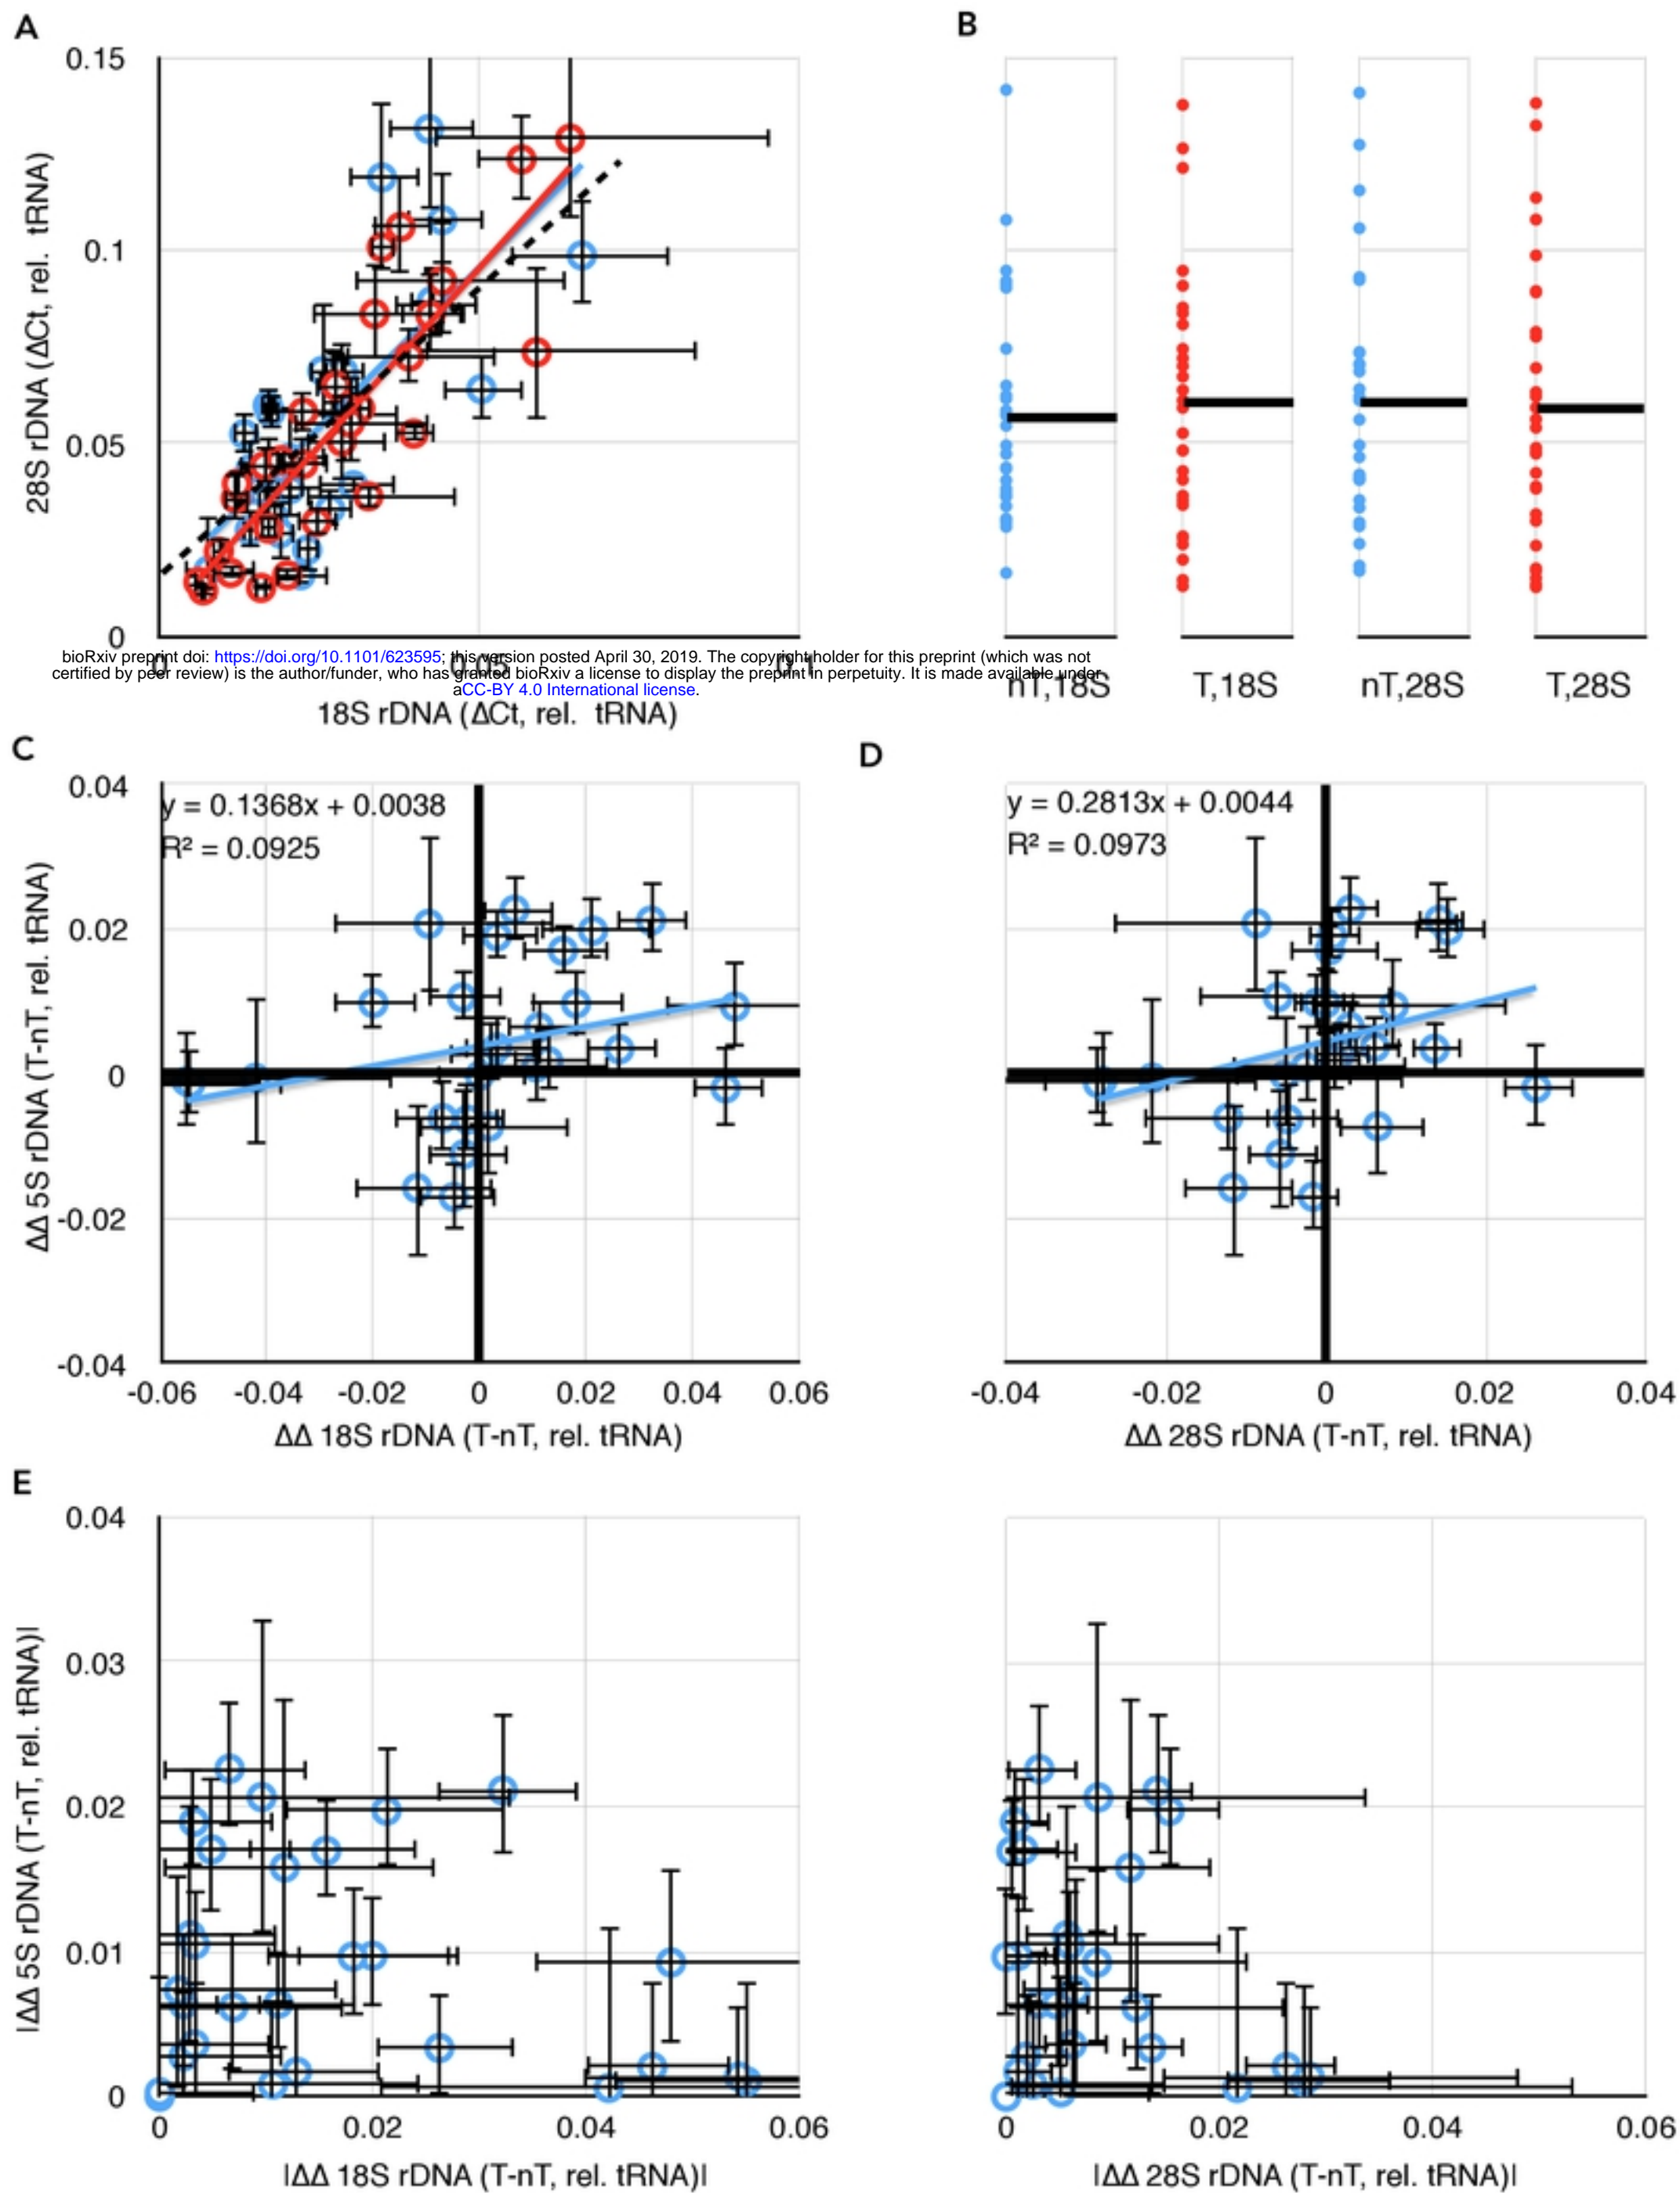 A
B
0.15
0.1
0.05
0
28S rDNA (ΔCt, rel. tRNA)
0
0.05
0.1
bioRxiv preprint doi: https://doi.org/10.1101/623595; this version posted April 30, 2019. The copyright holder for this preprint (which was not
certified by peer review) is the author/funder, who has granted bioRxiv a license to display the preprint in perpetuity. It is made available under
aCC-BY 4.0 International license.
18S rDNA (ΔCt, rel. tRNA)
nT,18S
T,18S
nT,28S
T,28S
C
0.04
0.02
0
-0.02
-0.04
ΔΔ 5S rDNA (T-nT, rel. tRNA)
y = 0.1368x + 0.0038
R² = 0.0925
-0.06 -0.04 -0.02 0 0.02 0.04 0.06
ΔΔ 18S rDNA (T-nT, rel. tRNA)
D
y = 0.2813x + 0.0044
R² = 0.0973
-0.04 -0.02 0 0.02 0.04
ΔΔ 28S rDNA (T-nT, rel. tRNA)
E
0.04
0.03
0.02
0.01
0
|ΔΔ 5S rDNA (T-nT, rel. tRNA)|
0 0.02 0.04 0.06
|ΔΔ 18S rDNA (T-nT, rel. tRNA)|
0 0.02 0.04 0.06
|ΔΔ 28S rDNA (T-nT, rel. tRNA)|